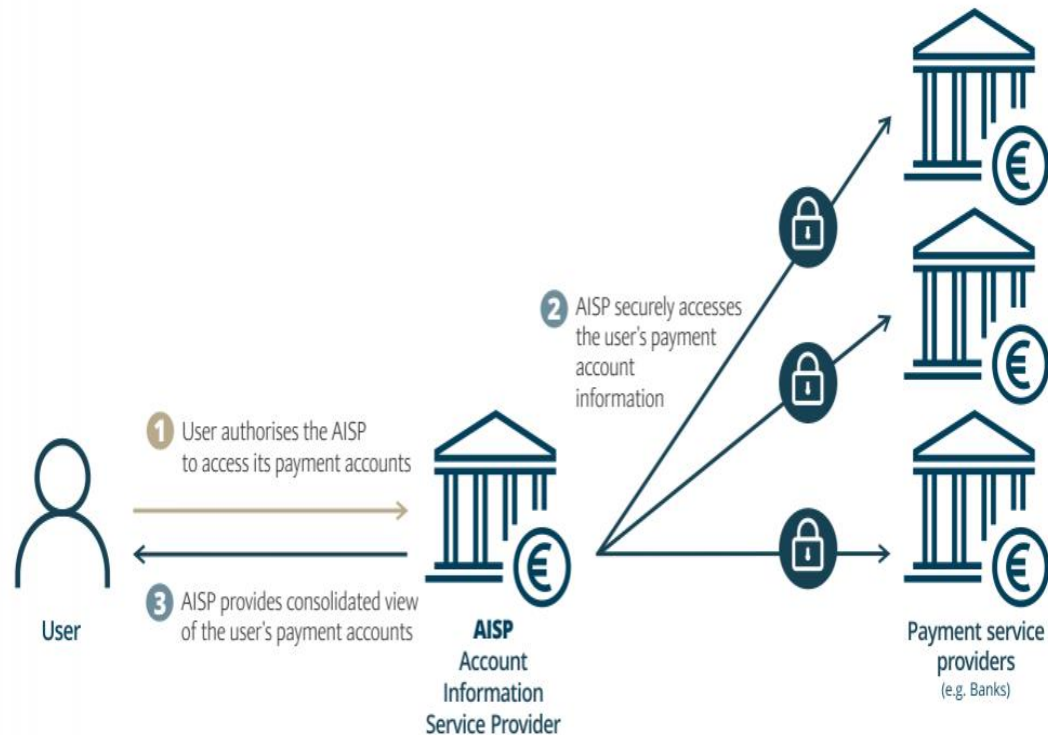 2 AISP securely accesses
the user's payment
account
information
1 User authorises the AISP
to access its payment accounts
3 AISP provides consolidated view
of the user's payment accounts
User
AISP
Account
Information
Service Provider
Payment service
providers
(e.g. Banks)
€
€
€
€